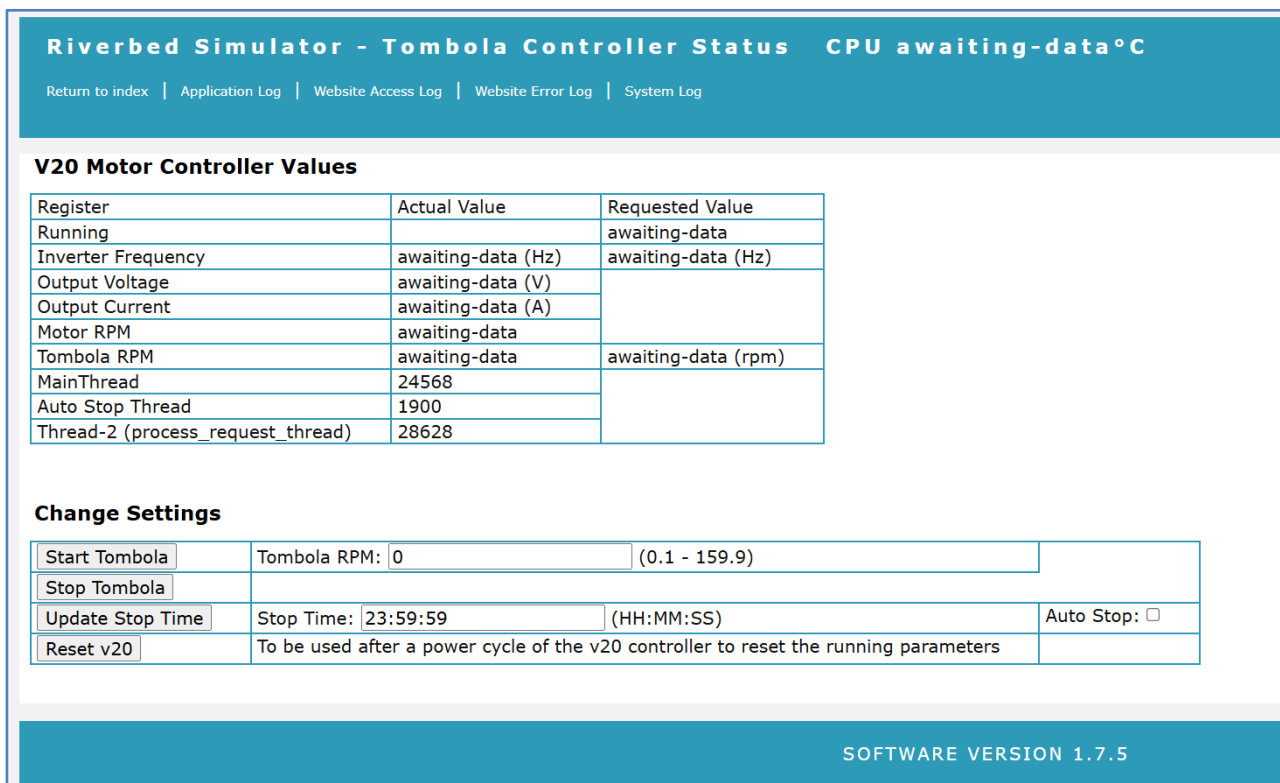 Riverbed Simulator - Tombola Controller Status CPU awaiting-data°C
Return to index | Application Log | Website Access Log | Website Error Log | System Log
V20 Motor Controller Values
Register Actual Value Requested Value
Running awaiting-data
Inverter Frequency awaiting-data (Hz) awaiting-data (Hz)
Output Voltage awaiting-data (V)
Output Current awaiting-data (A)
Motor RPM awaiting-data
Tombola RPM awaiting-data awaiting-data (rpm)
MainThread 24568
Auto Stop Thread 1900
Thread-2 (process_request_thread) 28628
Change Settings
Start Tombola Tombola RPM: 0 (0.1 - 159.9)
Stop Tombola
Update Stop Time Stop Time: 23:59:59 (HH:MM:SS) Auto Stop:
Reset v20 To be used after a power cycle of the v20 controller to reset the running parameters
SOFTWARE VERSION 1.7.5